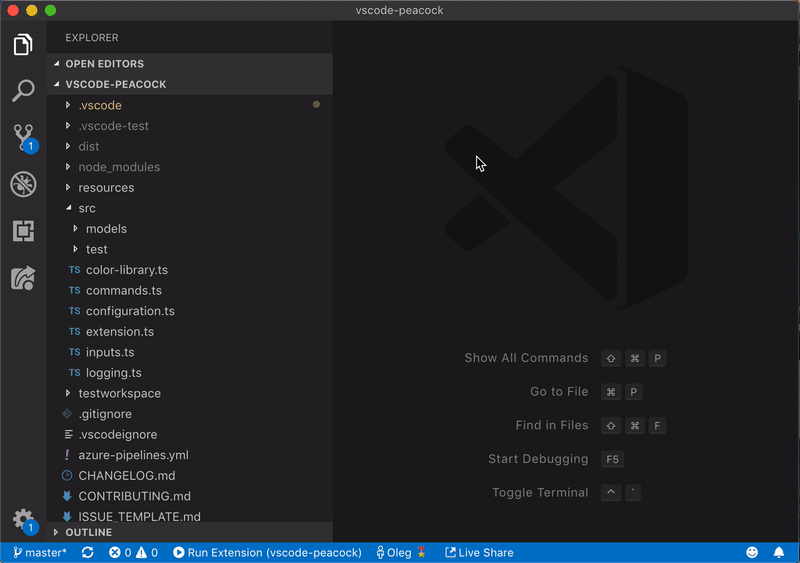 vscode-peacock
EXPLORER
OPEN EDITORS
VSCODE-PEACOCK
.vscode
.vscode-test
dist
node_modules
resources
src
models
test
TS color-library.ts
TS commands.ts
TS configuration.ts
TS extension.ts
TS inputs.ts
TS logging.ts
testworkspace
.gitignore
.vscodeignore
! azure-pipelines.yml
CHANGELOG.md
CONTRIBUTING.md
ISSUE_TEMPLATE.md
OUTLINE
1
1
Show All Commands ⇧ ⌘ P
Go to File ⌘ P
Find in Files ⇧ ⌘ F
Start Debugging F5
Toggle Terminal ^ `
master* 0 0 Run Extension (vscode-peacock) Oleg Live Share